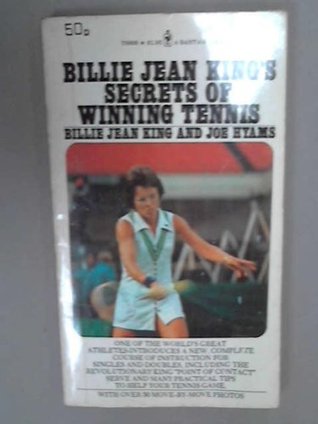 50p
A BANTAM
BILLIE JEAN KING'S
SECRETS OF
WINNING TENNIS
BILLIE JEAN KING AND JOE HYAMS
ONE OF THE WORLD'S GREAT
ATHLETES INTRODUCES A NEW, COMPLETE
COURSE OF INSTRUCTION FOR
SINGLES AND DOUBLES, INCLUDING THE
REVOLUTIONARY KING "POINT OF CONTACT"
SERVE AND MANY PRACTICAL TIPS
TO HELP YOUR TENNIS GAME.
WITH OVER 50 MOVE-BY-MOVE PHOTOS